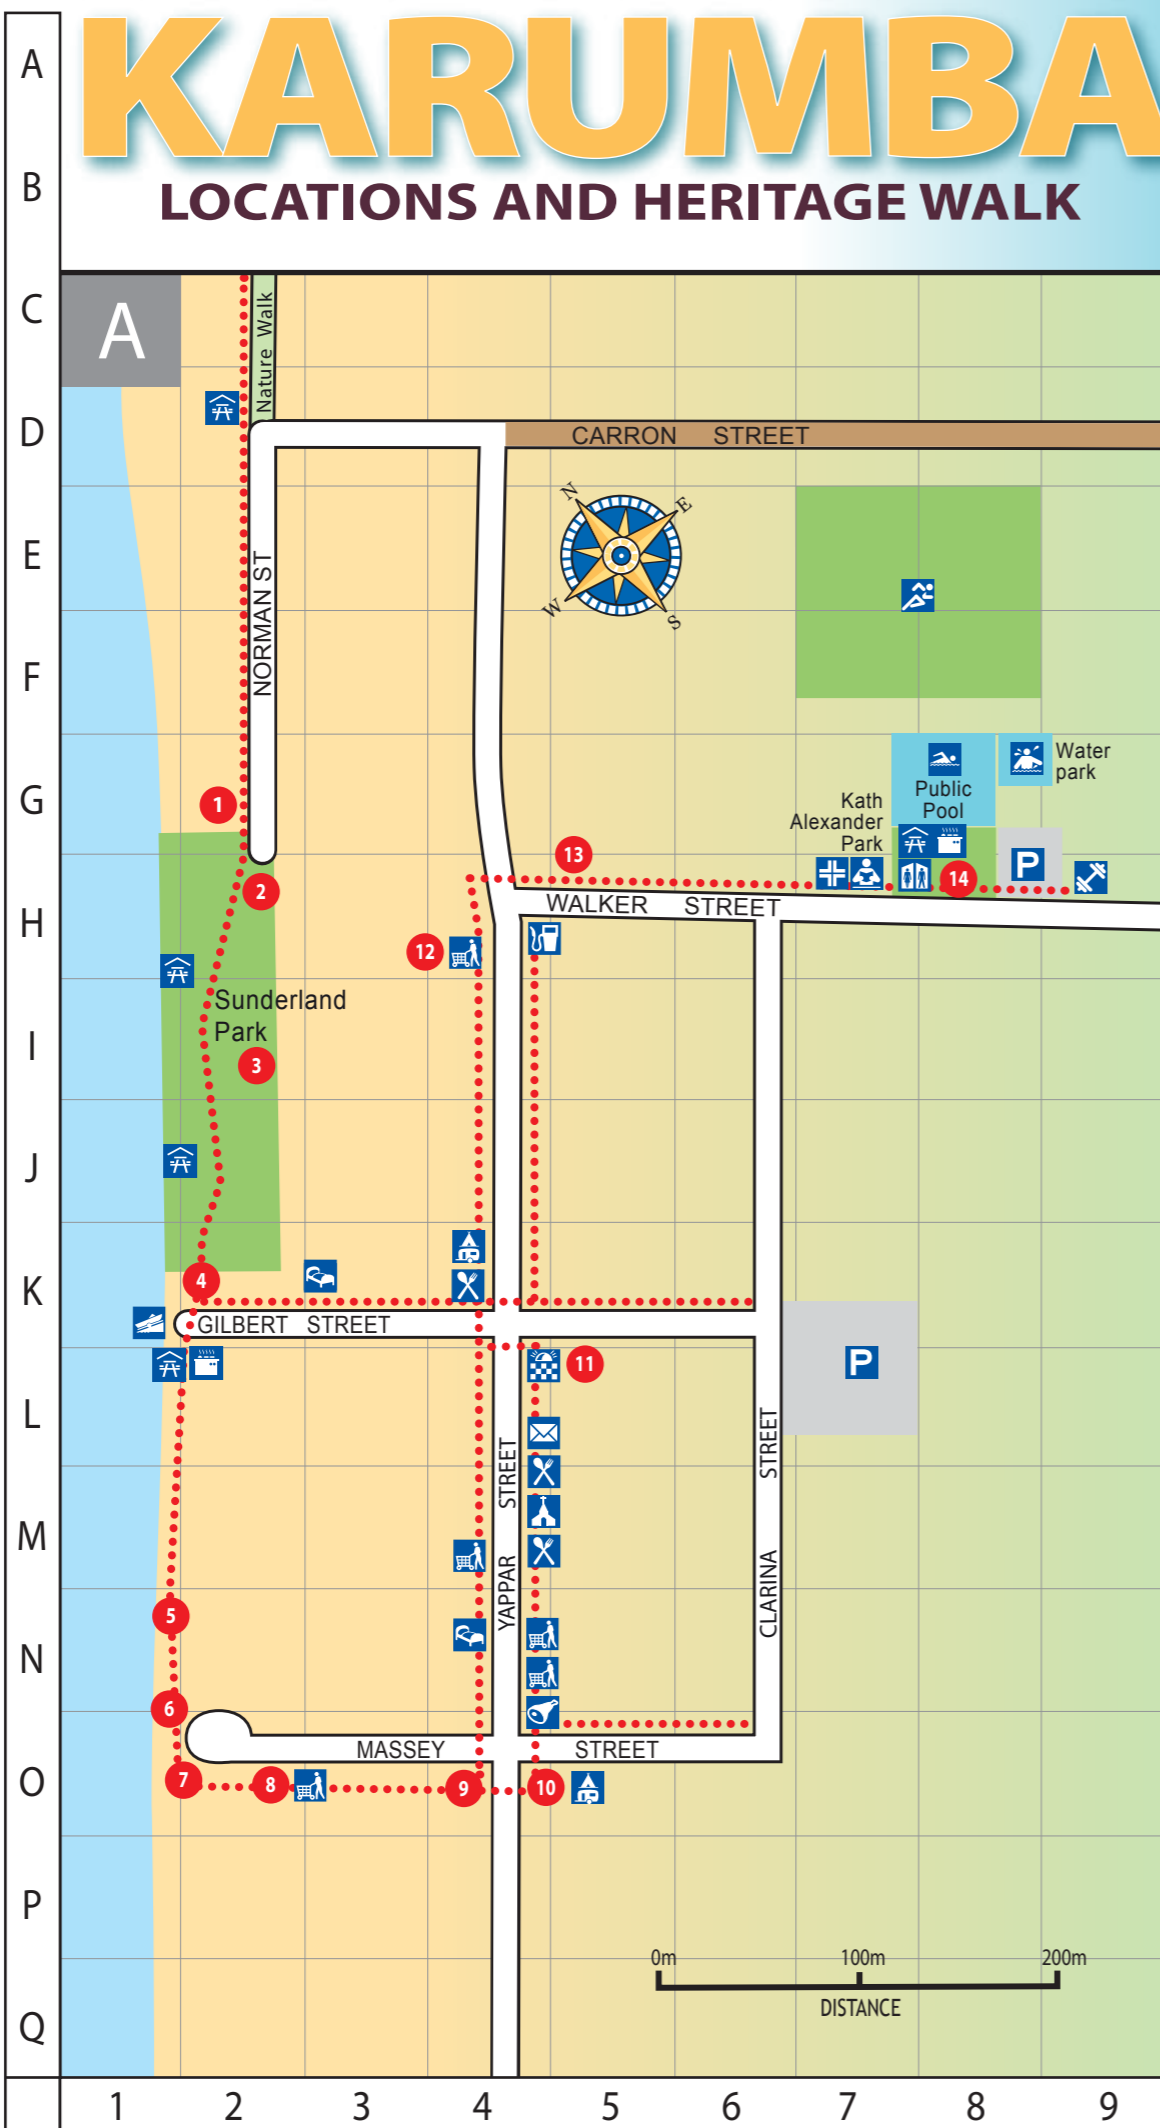 KARUMBA
LOCATIONS AND HERITAGE WALK
A
B
C
D
E
F
G
H
I
J
K
L
M
N
O
P
Q
A
Nature Walk
CARRON STREET
N
E
W
S
NORMAN ST
Water
park
Public
Pool
Kath
Alexander
Park
1
2
13
14
P
WALKER STREET
12
Sunderland
Park
3
4
GILBERT STREET
11
P
YAPPAR STREET
CLARINA STREET
5
6
MASSEY STREET
7
8
9
10
0m 100m 200m
DISTANCE
1 2 3 4 5 6 7 8 9